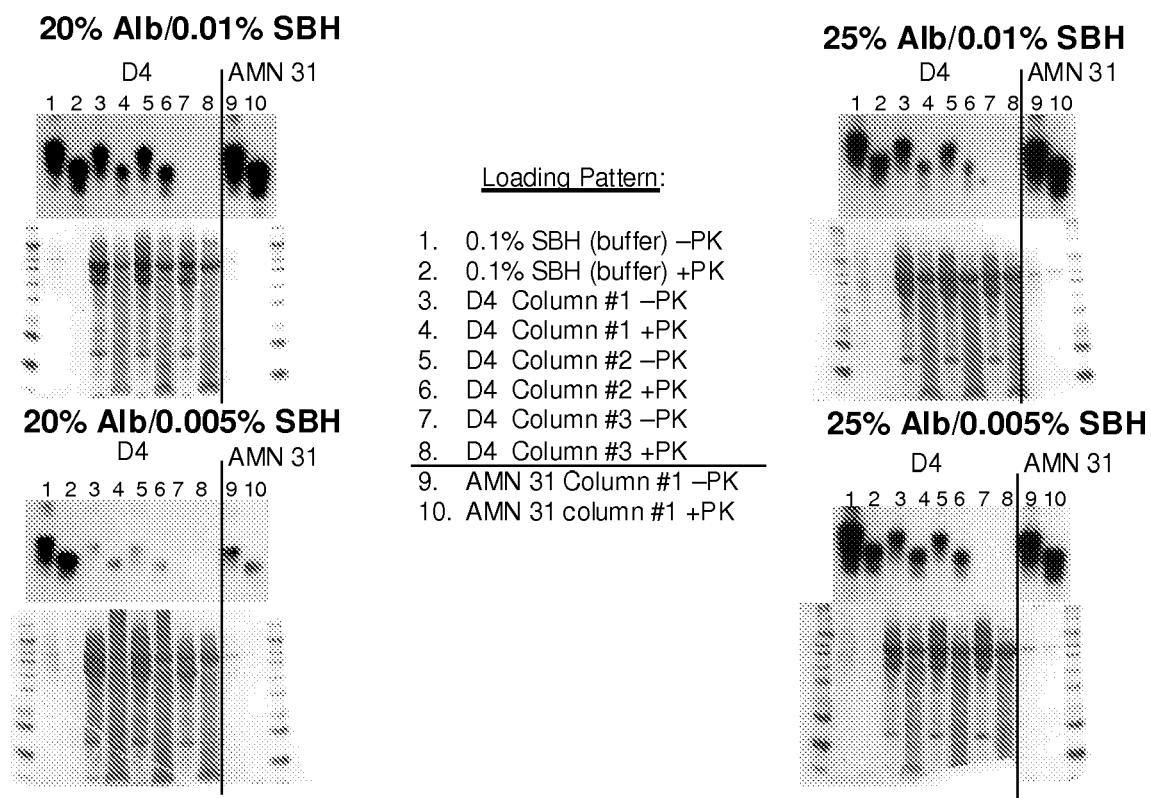 20% Alb/0.01% SBH
D4 AMN 31
1 2 3 4 5 6 7 8 9 10
20% Alb/0.005% SBH
D4 AMN 31
1 2 3 4 5 6 7 8 9 10
Loading Pattern:
1. 0.1% SBH (buffer) –PK
2. 0.1% SBH (buffer) +PK
3. D4 Column #1 –PK
4. D4 Column #1 +PK
5. D4 Column #2 –PK
6. D4 Column #2 +PK
7. D4 Column #3 –PK
8. D4 Column #3 +PK
9. AMN 31 Column #1 –PK
10. AMN 31 column #1 +PK
25% Alb/0.01% SBH
D4 AMN 31
1 2 3 4 5 6 7 8 9 10
25% Alb/0.005% SBH
D4 AMN 31
1 2 3 4 5 6 7 8 9 10